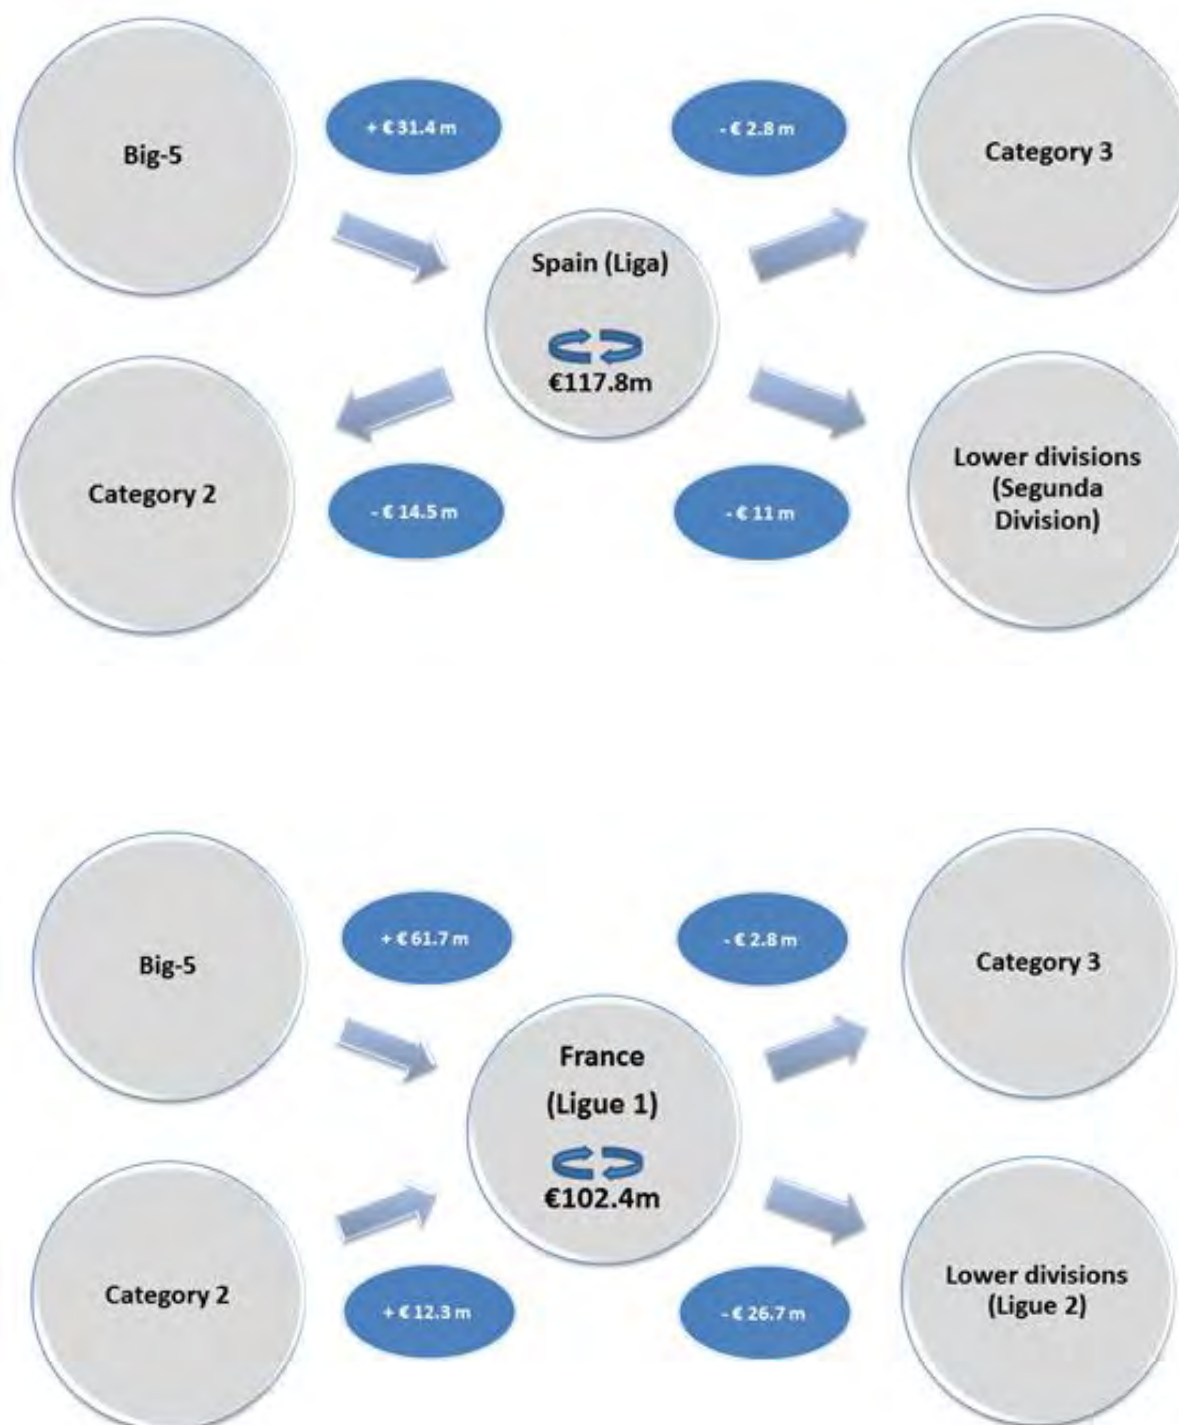 Big-5
+ € 31.4 m
- € 2.8 m
Category 3
Spain (Liga)
€117.8m
Category 2
- € 14.5 m
- € 11 m
Lower divisions
(Segunda
Division)
Big-5
+ € 61.7 m
- € 2.8 m
Category 3
France
(Ligue 1)
€102.4m
Category 2
+ € 12.3 m
- € 26.7 m
Lower divisions
(Ligue 2)